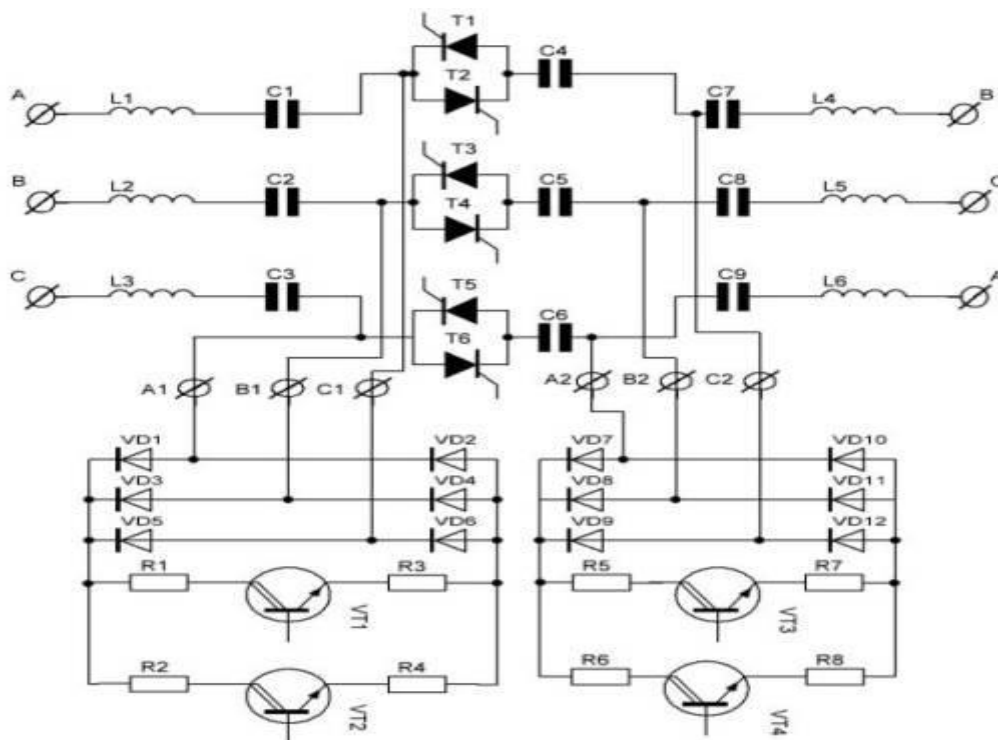 T1
C4
T2
A L1 C1 C7 L4 B
T3
B L2 C2 C5 C8 L5 C
T4
C L3 C3 T5 C9 L6 A
C6
T6
A1 B1 C1 A2 B2 C2
VD1 VD2 VD7 VD10
VD3 VD4 VD8 VD11
VD5 VD6 VD9 VD12
R1 R3 R5 R7
VT1 VT3
R2 R4 R6 R8
VT2 VT4